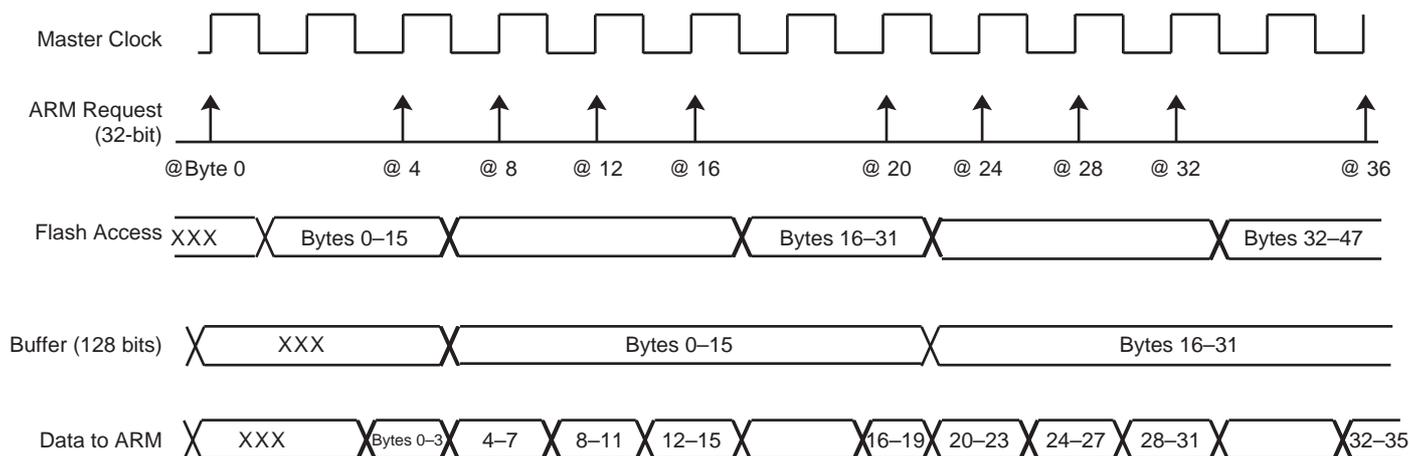 Master Clock
ARM Request
(32-bit)
@Byte 0 @ 4 @ 8 @ 12 @ 16 @ 20 @ 24 @ 28 @ 32 @ 36
Flash Access XXX Bytes 0–15 Bytes 16–31 Bytes 32–47
Buffer (128 bits) XXX Bytes 0–15 Bytes 16–31
Data to ARM XXX Bytes 0–3 4–7 8–11 12–15 16–19 20–23 24–27 28–31 32–35